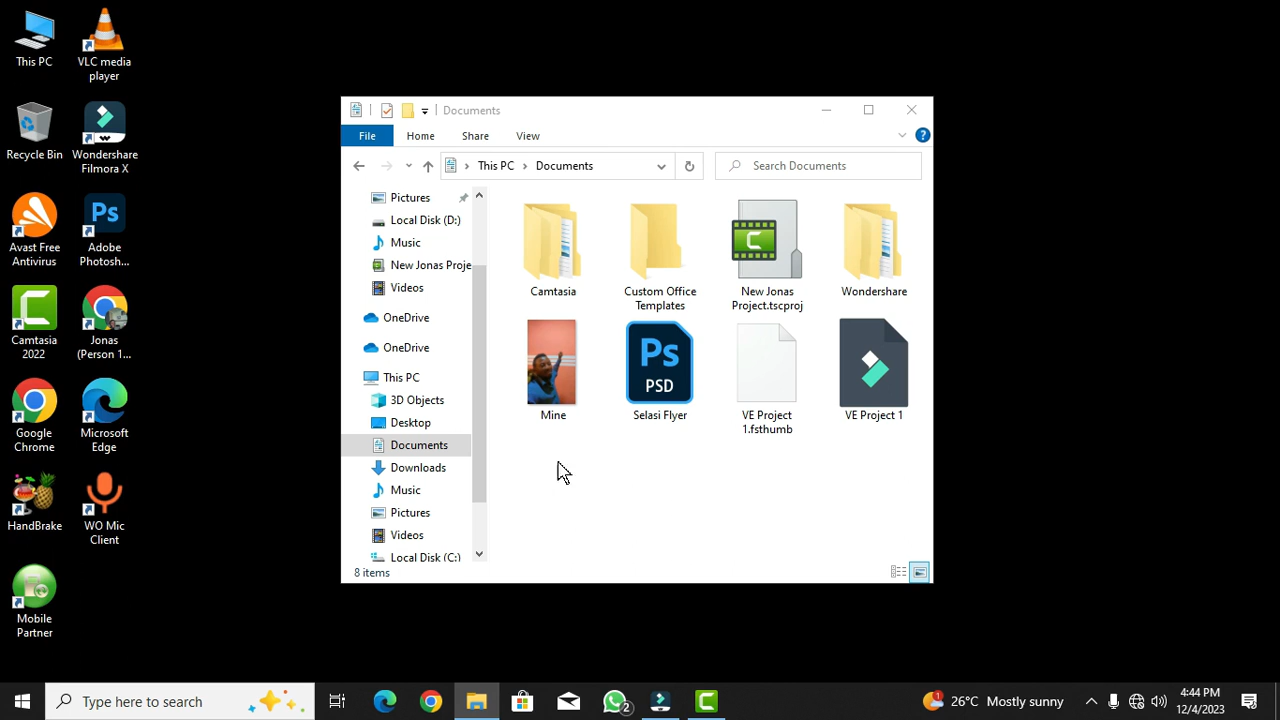 This PC
VLC media
player
Recycle Bin
Wondershare
Filmora X
Avast Free
Antivirus
Ps
Adobe
Photosh...
Camtasia
2022
Jonas
(Person 1...
Google
Chrome
Microsoft
Edge
HandBrake
WO Mic
Client
Mobile
Partner
Documents
File
Home
Share
View
This PC
Documents
Search Documents
Pictures
Local Disk (D:)
Music
New Jonas Proje
Videos
OneDrive
OneDrive
This PC
3D Objects
Desktop
Documents
Downloads
Music
Pictures
Videos
Local Disk (C:)
Camtasia
Custom Office
Templates
C
New Jonas
Project.tscproj
Wondershare
Mine
Ps
PSD
Selasi Flyer
VE Project
1.fsthumb
VE Project 1
8 items
Type here to search
2
1
26°C Mostly sunny
4:44 PM
12/4/2023